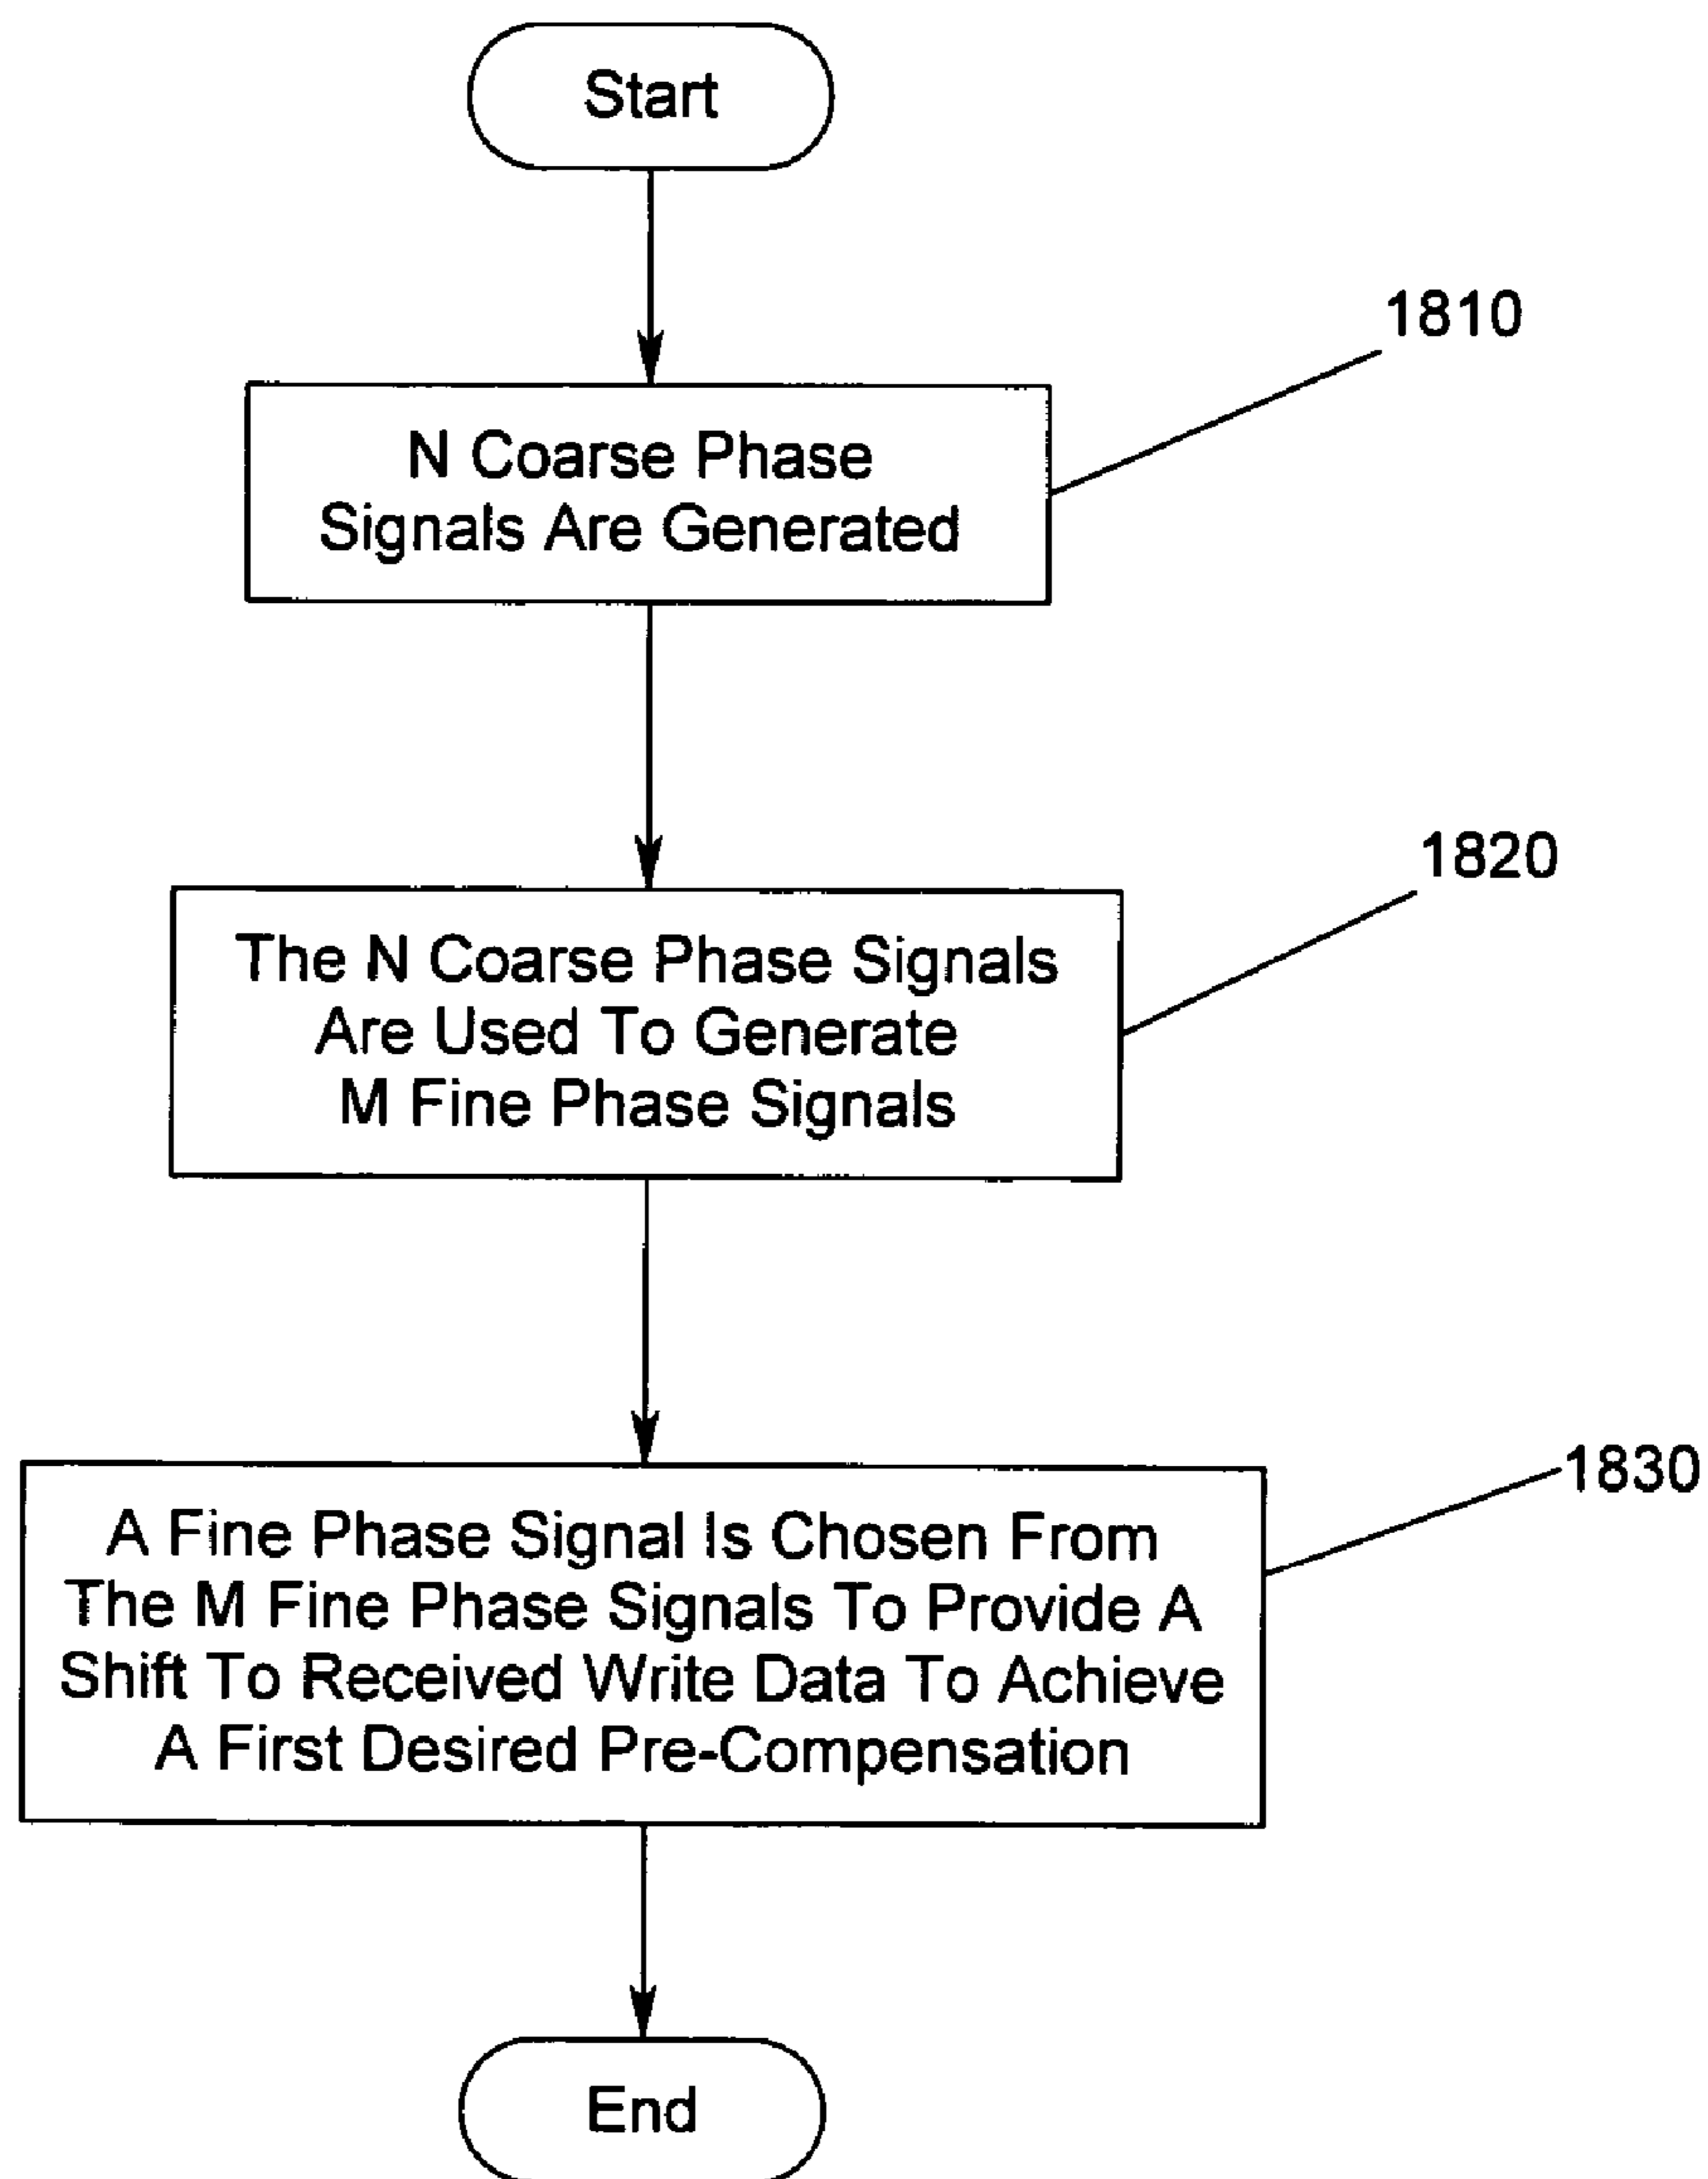 Start
1810
N Coarse Phase
Signals Are Generated
1820
The N Coarse Phase Signals
Are Used To Generate
M Fine Phase Signals
1830
A Fine Phase Signal Is Chosen From
The M Fine Phase Signals To Provide A
Shift To Received Write Data To Achieve
A First Desired Pre-Compensation
End